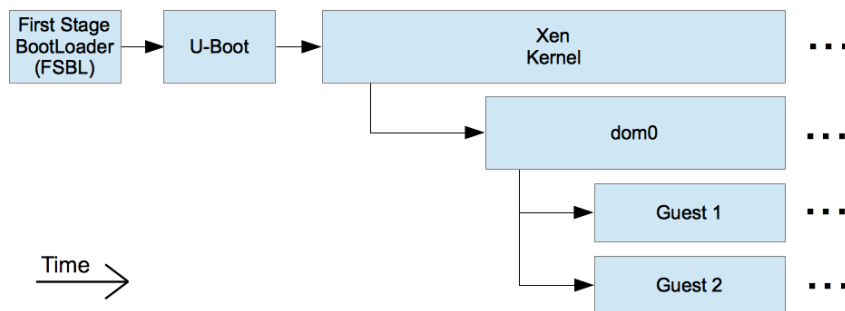 First Stage
BootLoader
(FSBL)
U-Boot
Xen
Kernel
dom0
Guest 1
Guest 2
Time